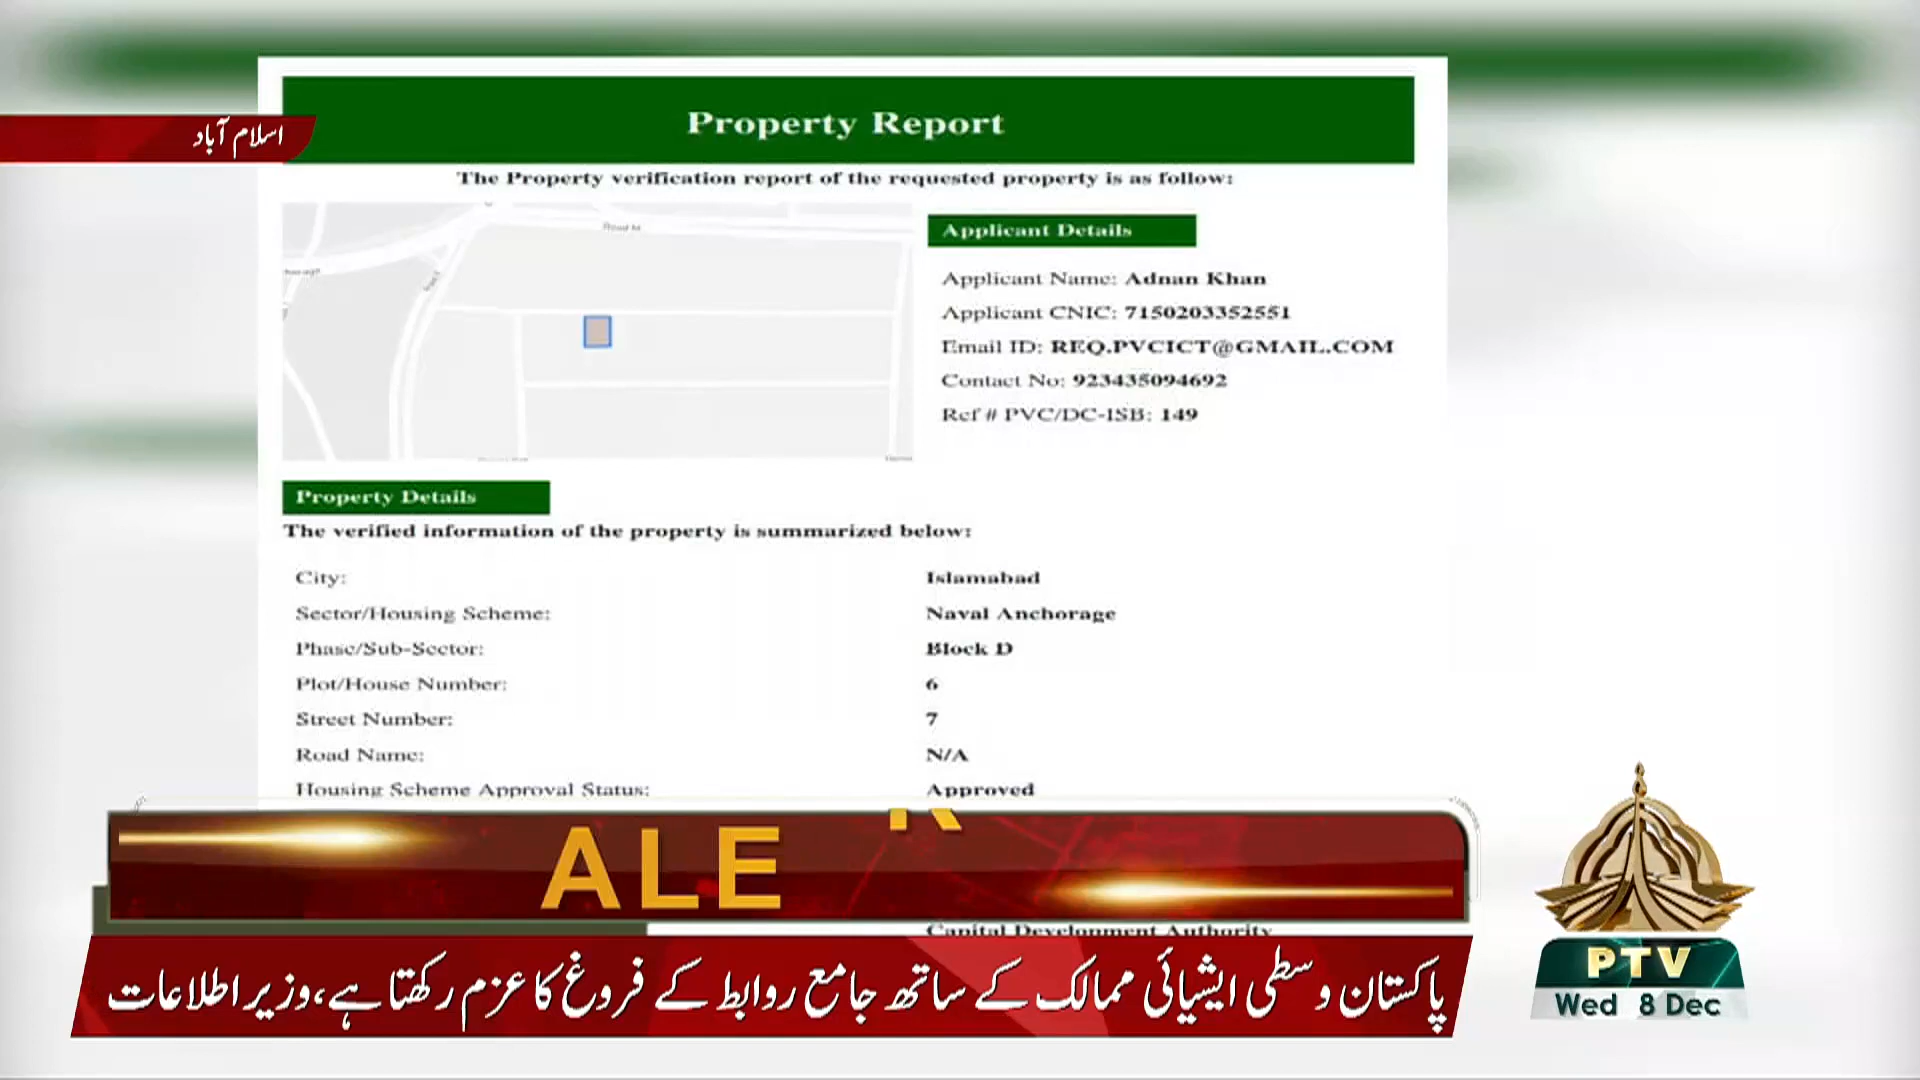 Property Report
اسلام آباد
The Property verification report of the requested property is as follow:
Applicant Details
Applicant Name: Adnan Khan
Applicant CNIC: 7150203352551
Email ID: REQ.PVCICT@GMAIL.COM
Contact No: 923435094692
Ref # PVC/DC-ISB: 149
Property Details
The verified information of the property is summarized below:
City: Islamabad
Sector/Housing Scheme: Naval Anchorage
Phase/Sub-Sector: Block D
Plot/House Number: 6
Street Number: 7
Road Name: N/A
Housing Scheme Approval Status: Approved
ALE R
Capital Development Authority
پاکستان وسطی ایشیائی ممالک کے ساتھ جامع روابط کے فروغ کا عزم رکھتا ہے، وزیر اطلاعات
PTV
Wed 8 Dec